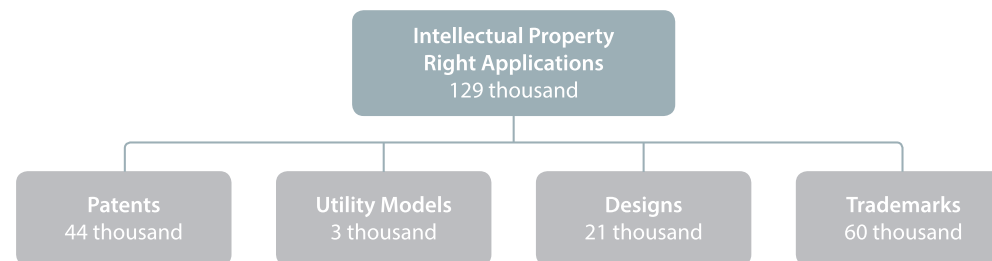 Intellectual Property
Right Applications
129 thousand
Patents
44 thousand
Utility Models
3 thousand
Designs
21 thousand
Trademarks
60 thousand